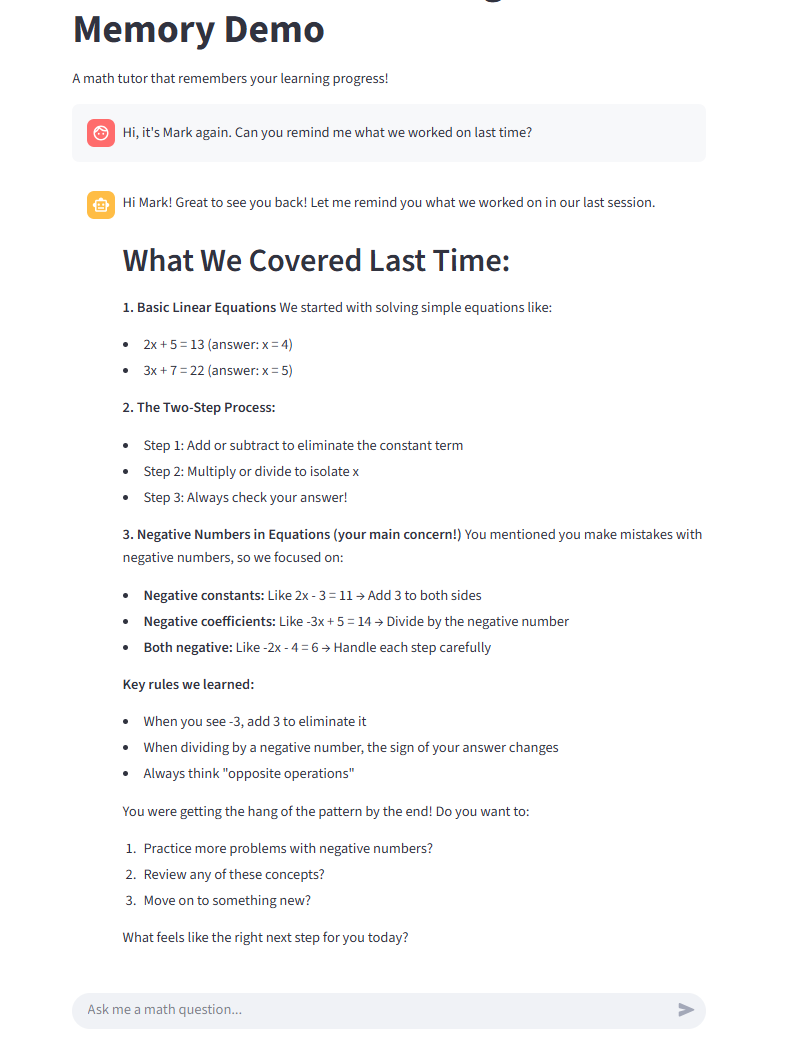 Memory Demo
A math tutor that remembers your learning progress!
Hi, it's Mark again. Can you remind me what we worked on last time?
Hi Mark! Great to see you back! Let me remind you what we worked on in our last session.
What We Covered Last Time:
1. Basic Linear Equations We started with solving simple equations like:
• 2x + 5 = 13 (answer: x = 4)
• 3x + 7 = 22 (answer: x = 5)
2. The Two-Step Process:
• Step 1: Add or subtract to eliminate the constant term
• Step 2: Multiply or divide to isolate x
• Step 3: Always check your answer!
3. Negative Numbers in Equations (your main concern!) You mentioned you make mistakes with
negative numbers, so we focused on:
• Negative constants: Like 2x - 3 = 11 → Add 3 to both sides
• Negative coefficients: Like -3x + 5 = 14 → Divide by the negative number
• Both negative: Like -2x - 4 = 6 → Handle each step carefully
Key rules we learned:
• When you see -3, add 3 to eliminate it
• When dividing by a negative number, the sign of your answer changes
• Always think "opposite operations"
You were getting the hang of the pattern by the end! Do you want to:
1. Practice more problems with negative numbers?
2. Review any of these concepts?
3. Move on to something new?
What feels like the right next step for you today?
Ask me a math question...